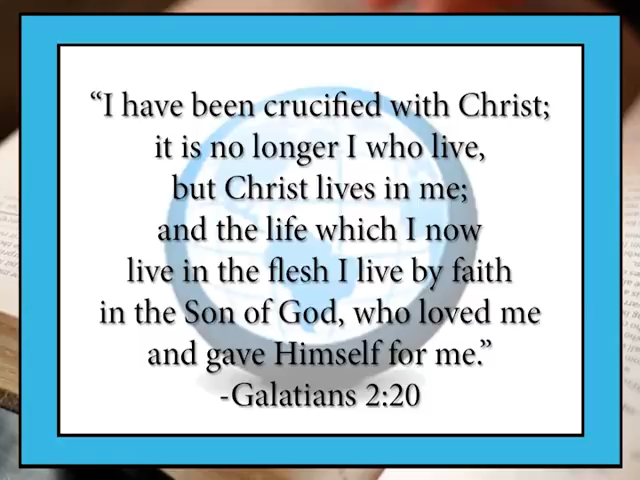 “I have been crucified with Christ;
it is no longer I who live,
but Christ lives in me;
and the life which I now
live in the flesh I live by faith
in the Son of God, who loved me
and gave Himself for me.”
-Galatians 2:20